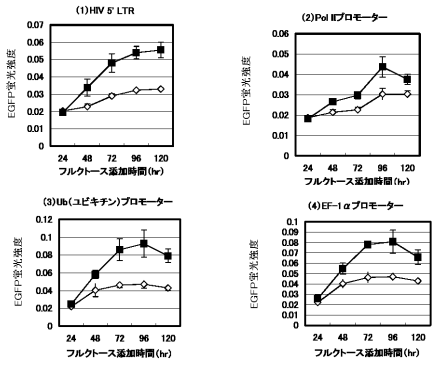 (1)HIV 5' LTR
EGFP蛍光強度
0.07
0.06
0.05
0.04
0.03
0.02
0.01
0
24 48 72 96 120
フルクトース添加時間(hr)
(2)Pol IIプロモーター
EGFP蛍光強度
0.06
0.05
0.04
0.03
0.02
0.01
0
24 48 72 96 120
フルクトース添加時間(hr)
(3)Ub(ユビキチン)プロモーター
EGFP蛍光強度
0.12
0.1
0.08
0.06
0.04
0.02
0
24 48 72 96 120
フルクトース添加時間(hr)
(4)EF-1αプロモーター
EGFP蛍光強度
0.1
0.09
0.08
0.07
0.06
0.05
0.04
0.03
0.02
0.01
0
24 48 72 96 120
フルクトース添加時間(hr)